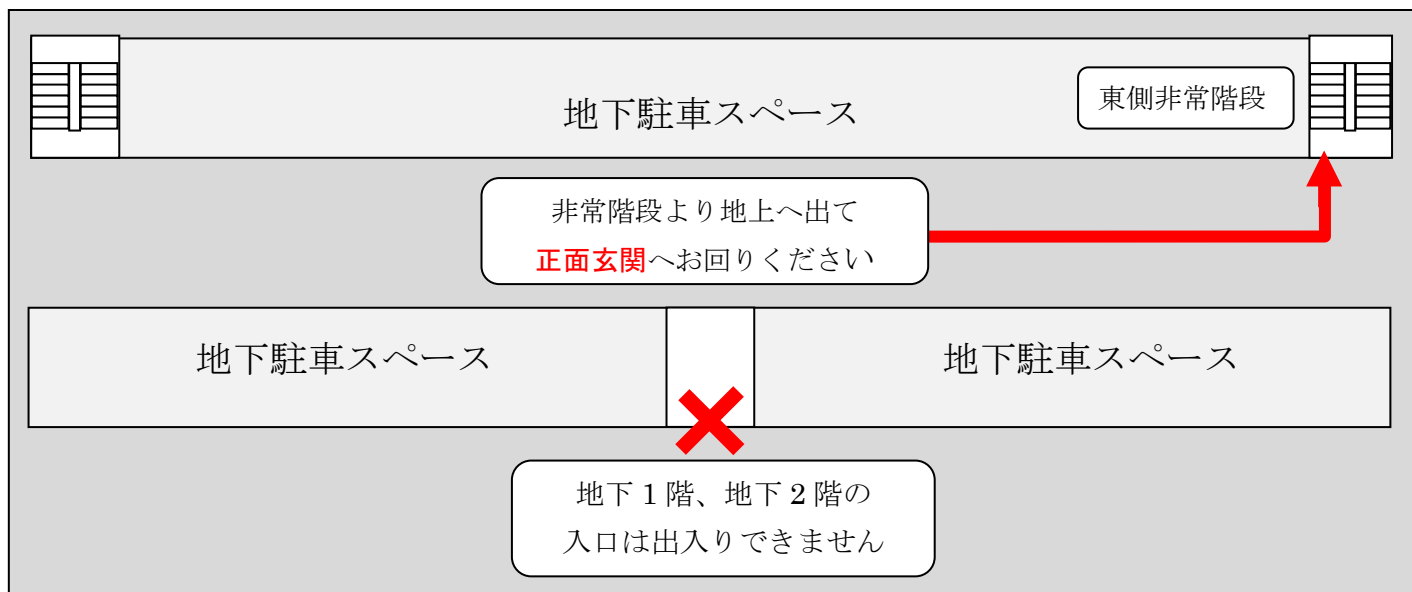 東側非常階段
地下駐車スペース
非常階段より地上へ出て
正面玄関へお回りください
地下駐車スペース
地下駐車スペース
地下 1 階、地下 2 階の
入口は出入りできません